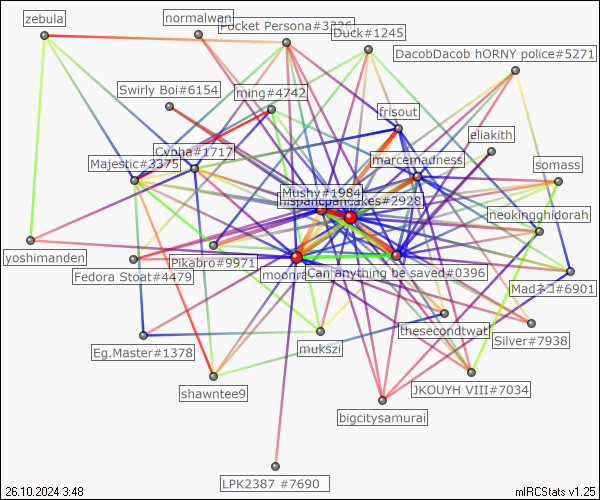 zebula
normalwan
Pocket Persona#3326
Duck#1245
DacobDacob hORNY police#5271
Swirly Boi#6154
ming#4742
frisout
eliakith
Cynha#1717
Majestic#3375
marcemadness
somass
Mushy#1984
hispanicpancakes#2928
neokingghidorah
yoshimanden
Pikabro#9971
Fedora Stoat#4479
Can anything be saved#0396
Madネコ#6901
thesecondtwat
Silver#7938
Eg.Master#1378
mukszi
shawntee9
JKOUYH VIII#7034
bigcitysamurai
LPK2387 #7690
26.10.2024 3:48
mIRCStats v1.25